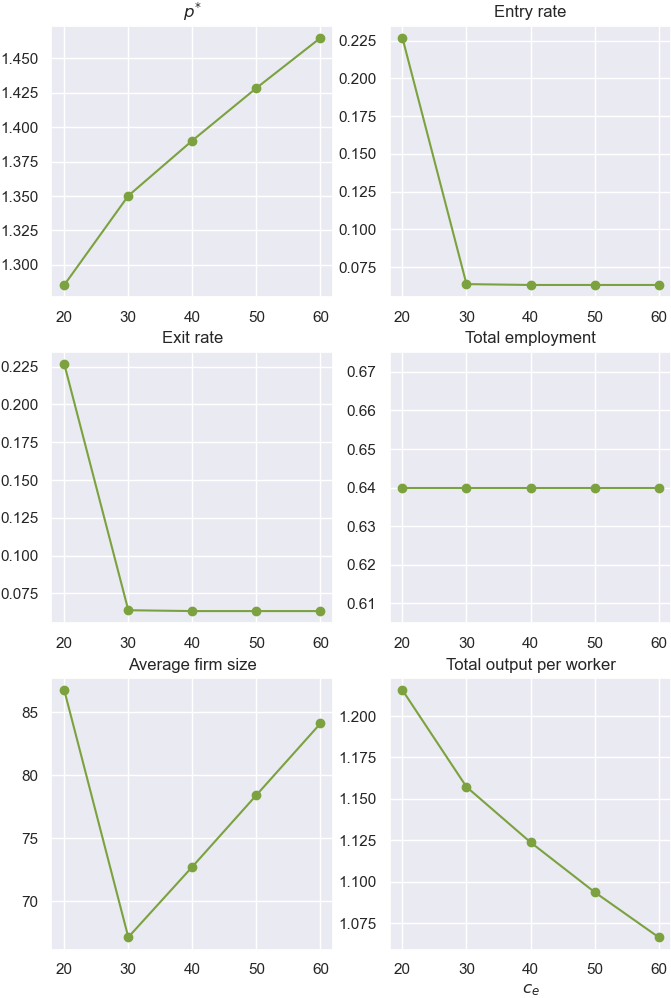 p*
1.450
1.425
1.400
1.375
1.350
1.325
1.300
20 30 40 50 60
Entry rate
0.225
0.200
0.175
0.150
0.125
0.100
0.075
20 30 40 50 60
Exit rate
0.225
0.200
0.175
0.150
0.125
0.100
0.075
20 30 40 50 60
Total employment
0.67
0.66
0.65
0.64
0.63
0.62
0.61
20 30 40 50 60
Average firm size
85
80
75
70
20 30 40 50 60
Total output per worker
1.200
1.175
1.150
1.125
1.100
1.075
20 30 40 50 60
c_e